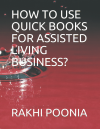 HOW TO USE
QUICK BOOKS
FOR ASSISTED
LIVING
BUSINESS?
RAKHI POONIA